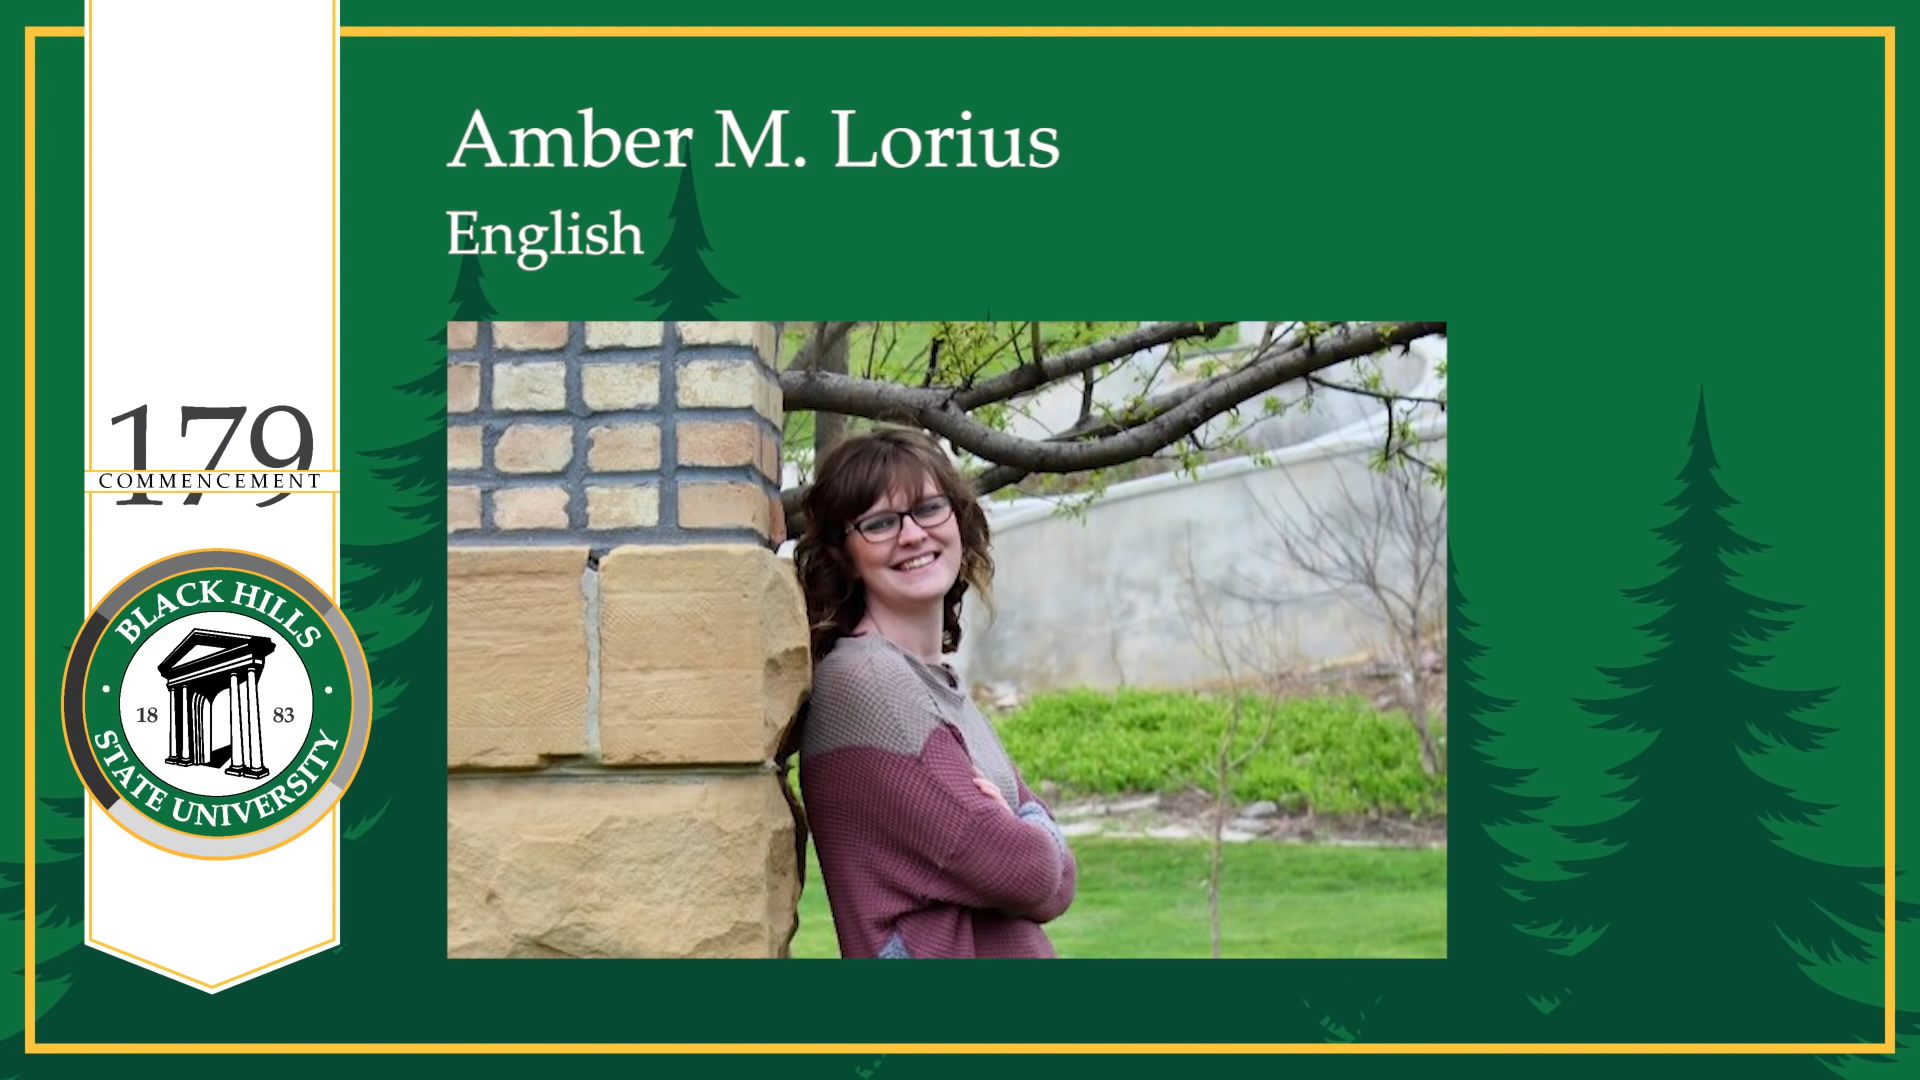 Amber M. Lorius
English
179
COMMENCEMENT
BLACK HILLS
18 83
STATE UNIVERSITY